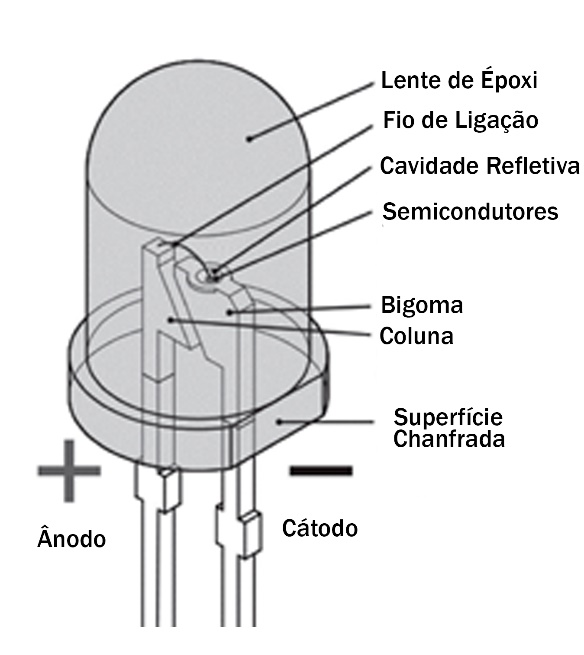 Lente de Époxi
Fio de Ligação
Cavidade Refletiva
Semicondutores
Bigoma
Coluna
Superfície
Chanfrada
+
−
Ânodo
Cátodo